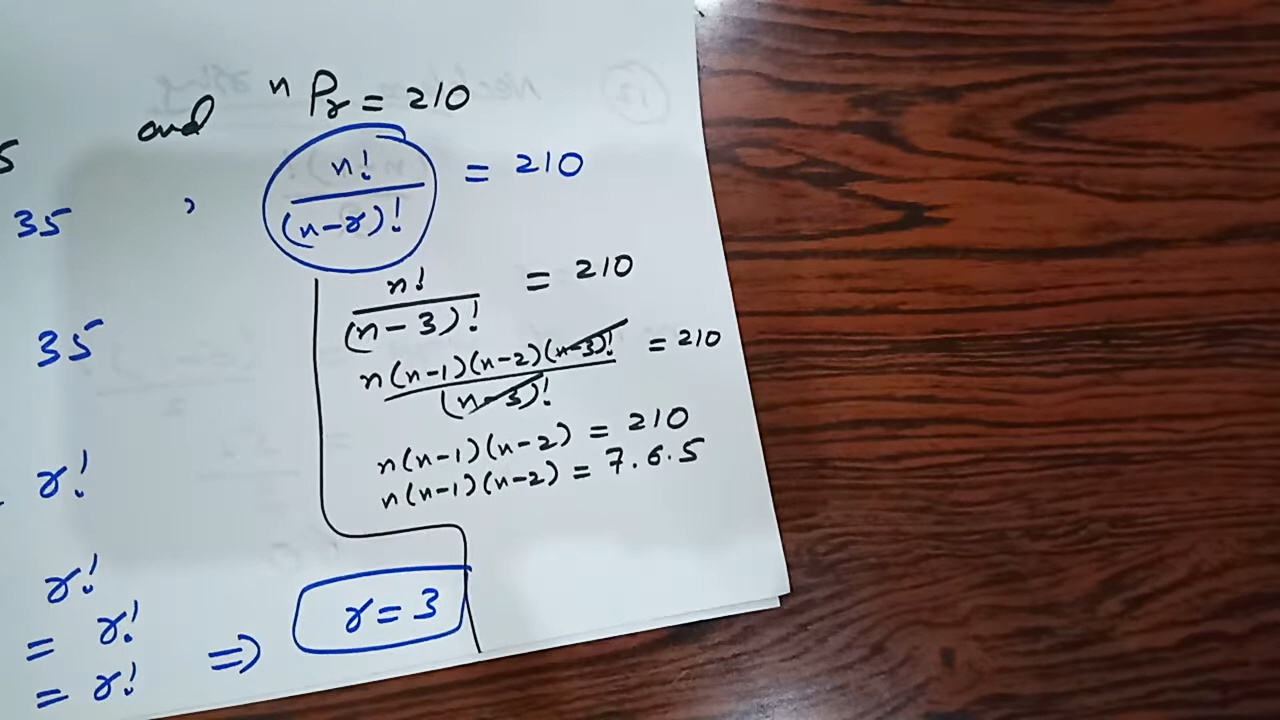 5 and ⁿPr = 210
35 , n!/(n-r)! = 210
n!/(n-3)! = 210
35
n(n-1)(n-2)(n-3)!/(n-3)! = 210
n(n-1)(n-2) = 210
r!
n(n-1)(n-2) = 7.6.5
r!
= r! ⇒ r = 3
= r!